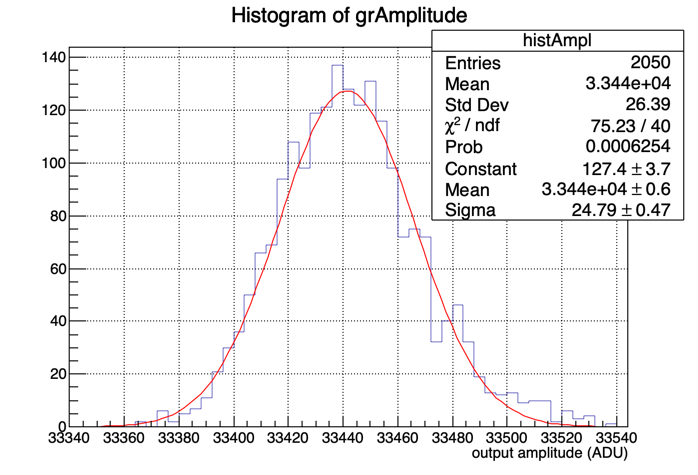 Histogram of grAmplitude
histAmpl
Entries 2050
Mean 3.344e+04
Std Dev 26.39
χ² / ndf 75.23 / 40
Prob 0.0006254
Constant 127.4 ± 3.7
Mean 3.344e+04 ± 0.6
Sigma 24.79 ± 0.47
140
120
100
80
60
40
20
0
33340 33360 33380 33400 33420 33440 33460 33480 33500 33520 33540
output amplitude (ADU)